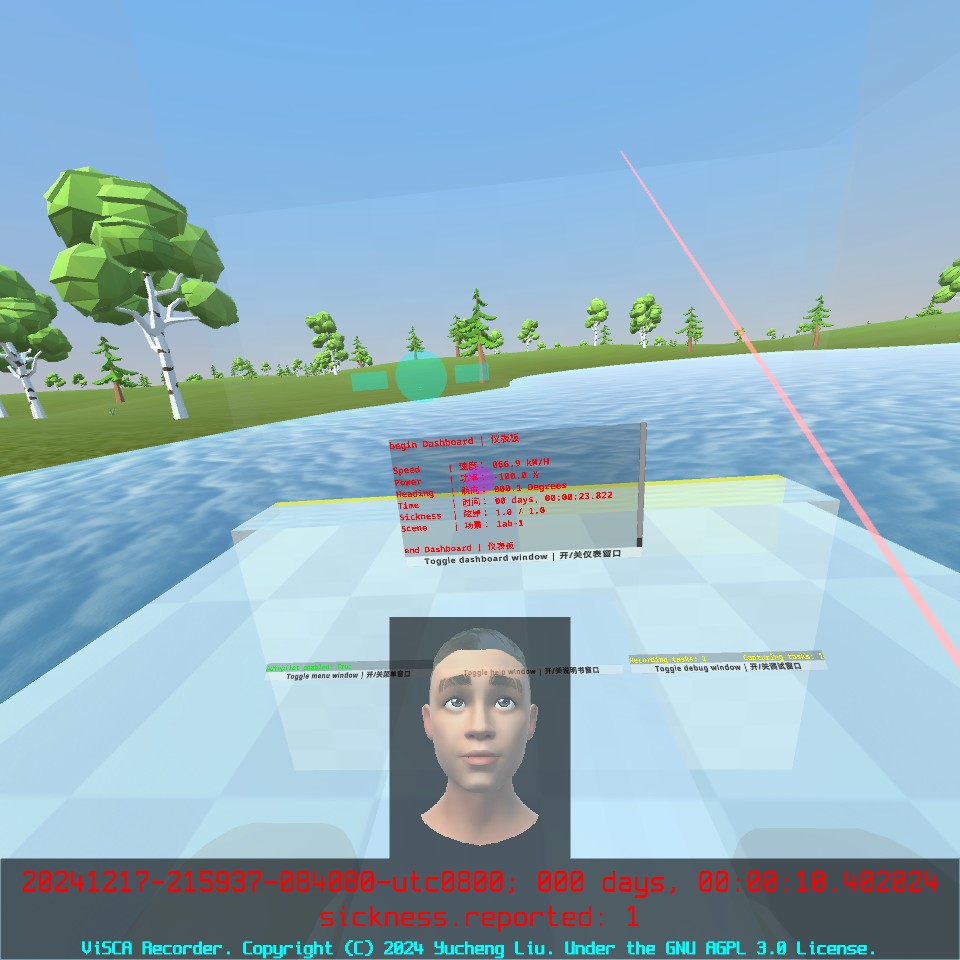 begin Dashboard | 仪表板
Speed | 速度: 066.9 kM/H
Power | 功率: -100.0 %
Heading | 航向: 000.1 Degrees
Time | 时间: 00 days, 00:00:23.822
Sickness | 眩晕: 1.0 / 1.0
Scene | 场景: lab-1
end Dashboard | 仪表板
Toggle dashboard window | 开/关仪表窗口
Autopilot enabled: True
Toggle menu window | 开/关菜单窗口
Toggle help window | 开/关说明书窗口
Recording tasks: 1 Capturing tasks: 1
Toggle debug window | 开/关调试窗口
20241217-215937-084080-utc0800; 000 days, 00:00:10.402024
sickness.reported: 1
ViSCA Recorder. Copyright (C) 2024 Yucheng Liu. Under the GNU AGPL 3.0 License.